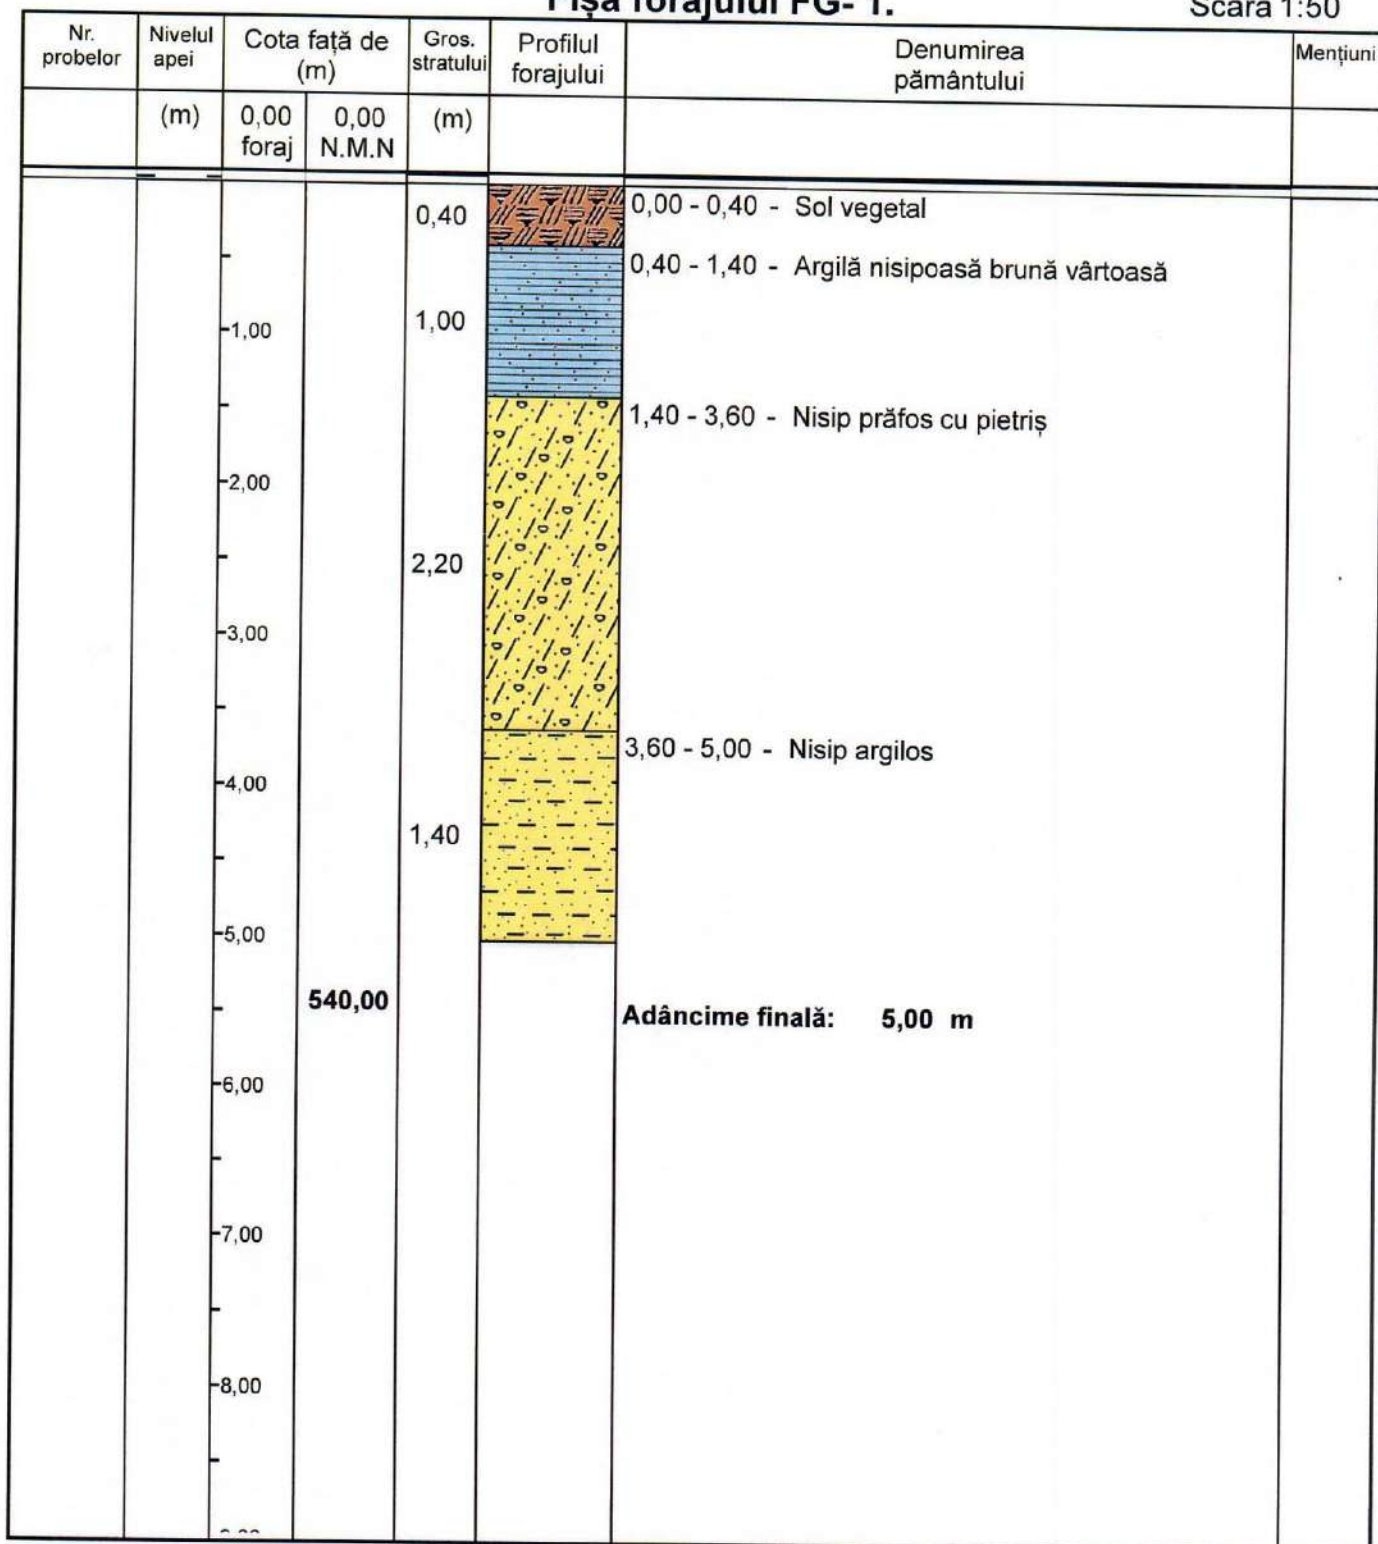 Fișa forajului FG- 1.
Scara 1:50
Nr. probelor
Nivelul apei
Cota față de (m)
Gros. stratului
Profilul forajului
Denumirea pământului
Mențiuni
(m)
0,00 foraj
0,00 N.M.N
(m)
0,40
0,00 - 0,40 - Sol vegetal
0,40 - 1,40 - Argilă nisipoasă brună vârtoasă
1,00
1,00
1,40 - 3,60 - Nisip prăfos cu pietriș
2,00
2,20
3,00
3,60 - 5,00 - Nisip argilos
4,00
1,40
5,00
540,00
Adâncime finală: 5,00 m
6,00
7,00
8,00